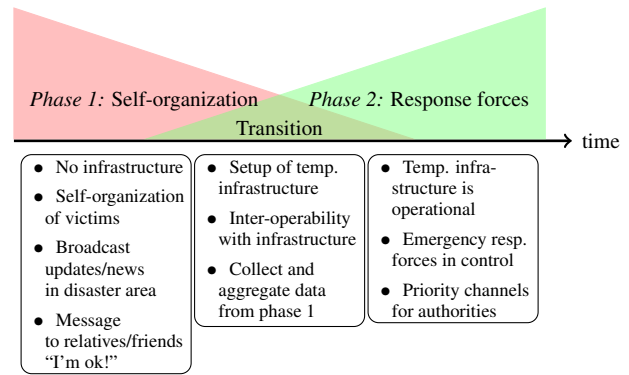 Phase 1: Self-organization
Phase 2: Response forces
Transition
time
● No infrastructure
● Self-organization
of victims
● Broadcast
updates/news
in disaster area
● Message
to relatives/friends
“I’m ok!”
● Setup of temp.
infrastructure
● Inter-operability
with infrastructure
● Collect and
aggregate data
from phase 1
● Temp. infra-
structure is
operational
● Emergency resp.
forces in control
● Priority channels
for authorities